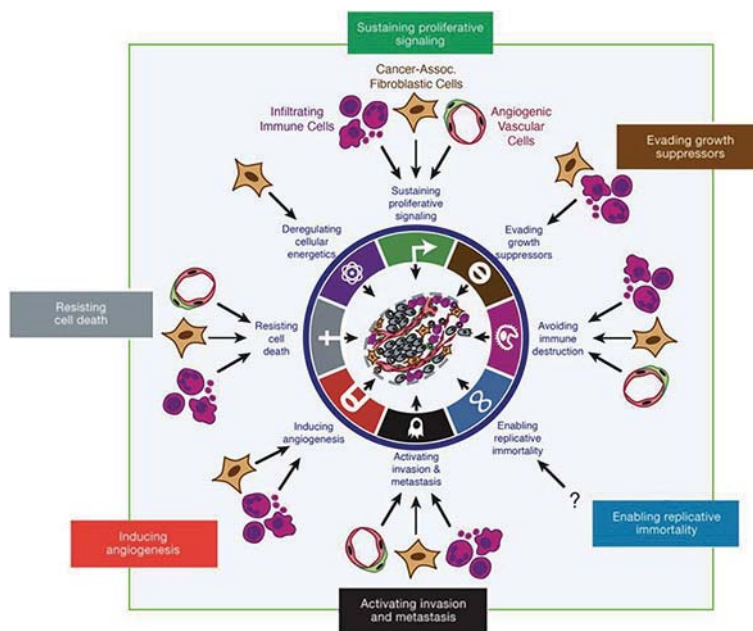 Sustaining proliferative
signaling
Cancer-Assoc.
Fibroblastic Cells
Infiltrating
Immune Cells
Angiogenic
Vascular
Cells
Evading growth
suppressors
Sustaining
proliferative
signaling
Deregulating
cellular
energetics
Evading
growth
suppressors
Resisting
cell death
Resisting
cell
death
Avoiding
immune
destruction
Inducing
angiogenesis
Activating
invasion &
metastasis
Enabling
replicative
immortality
?
Inducing
angiogenesis
Enabling replicative
immortality
Activating invasion
and metastasis